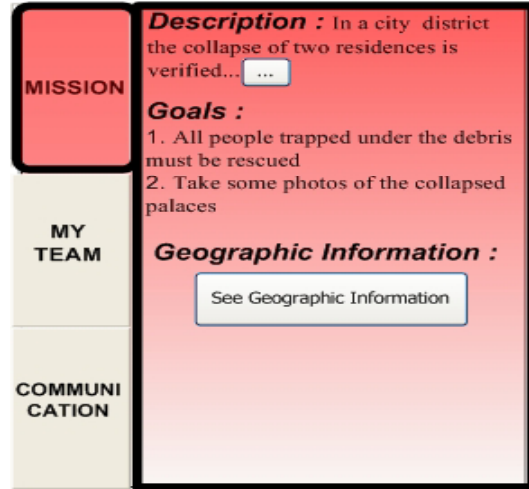 MISSION
MY
TEAM
COMMUNI
CATION
Description : In a city district
the collapse of two residences is
verified... ...
Goals :
1. All people trapped under the debris
must be rescued
2. Take some photos of the collapsed
palaces
Geographic Information :
See Geographic Information